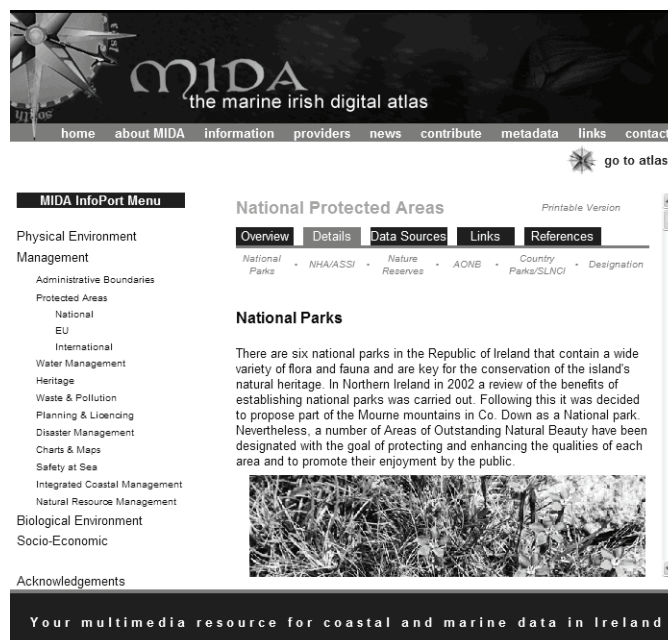 MIDA
the marine irish digital atlas
home about MIDA information providers news contribute metadata links contact
go to atlas
MIDA InfoPort Menu
Physical Environment
Management
Administrative Boundaries
Protected Areas
National
EU
International
Water Management
Heritage
Waste & Pollution
Planning & Licencing
Disaster Management
Charts & Maps
Safety at Sea
Integrated Coastal Management
Natural Resource Management
Biological Environment
Socio-Economic
Acknowledgements
National Protected Areas
Printable Version
Overview Details Data Sources Links References
National Parks - NHA/ASSI - Nature Reserves - AONB - Country Parks/SLNCI - Designation
National Parks
There are six national parks in the Republic of Ireland that contain a wide
variety of flora and fauna and are key for the conservation of the island's
natural heritage. In Northern Ireland in 2002 a review of the benefits of
establishing national parks was carried out. Following this it was decided
to propose part of the Mourne mountains in Co. Down as a National park.
Nevertheless, a number of Areas of Outstanding Natural Beauty have been
designated with the goal of protecting and enhancing the qualities of each
area and to promote their enjoyment by the public.
Your multimedia resource for coastal and marine data in Ireland